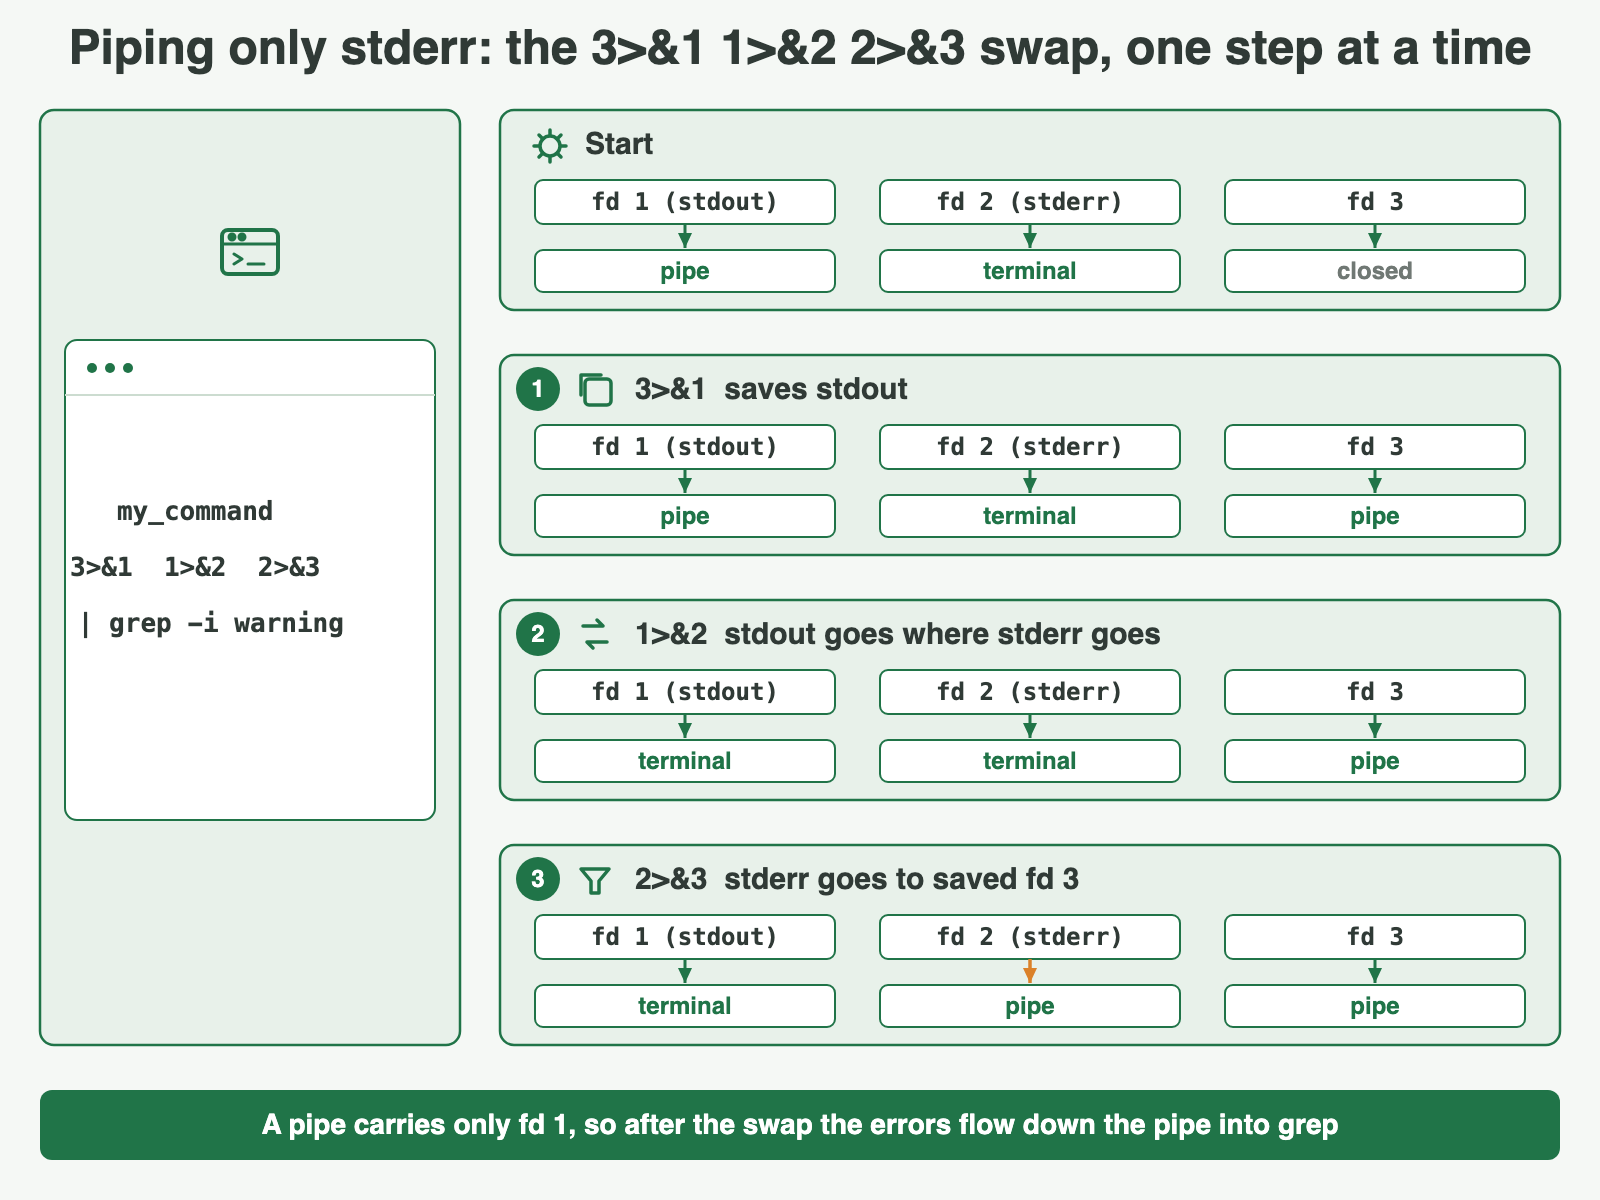 Piping only stderr: the 3>&1 1>&2 2>&3 swap, one step at a time
>_
my_command
3>&1 1>&2 2>&3
| grep -i warning
Start
fd 1 (stdout) fd 2 (stderr) fd 3
pipe terminal closed
1 3>&1 saves stdout
fd 1 (stdout) fd 2 (stderr) fd 3
pipe terminal pipe
2 1>&2 stdout goes where stderr goes
fd 1 (stdout) fd 2 (stderr) fd 3
terminal terminal pipe
3 2>&3 stderr goes to saved fd 3
fd 1 (stdout) fd 2 (stderr) fd 3
terminal pipe pipe
A pipe carries only fd 1, so after the swap the errors flow down the pipe into grep